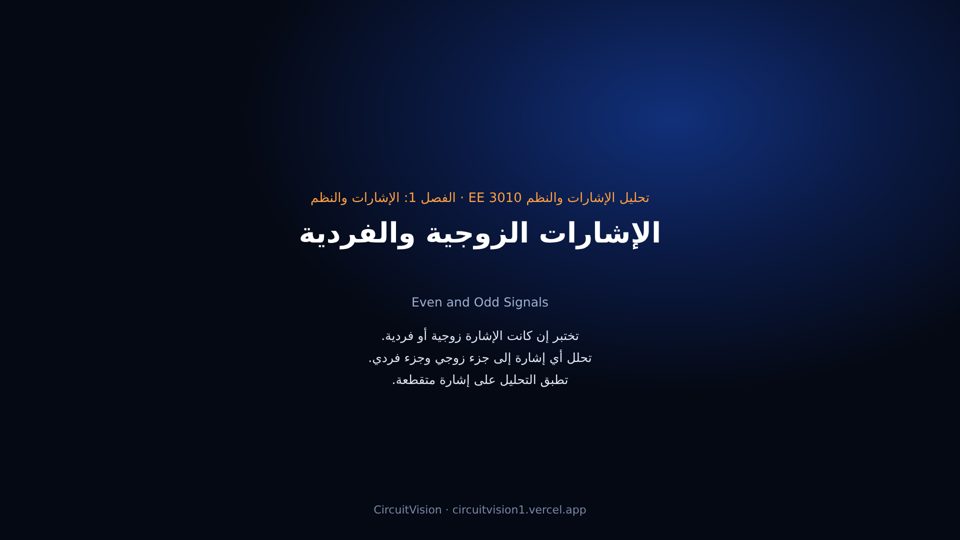 تحليل الإشارات والنظم EE 3010 · الفصل 1: الإشارات والنظم
الإشارات الزوجية والفردية
Even and Odd Signals
تختبر إن كانت الإشارة زوجية أو فردية.
تحلل أي إشارة إلى جزء زوجي وجزء فردي.
تطبق التحليل على إشارة متقطعة.
CircuitVision · circuitvision1.vercel.app